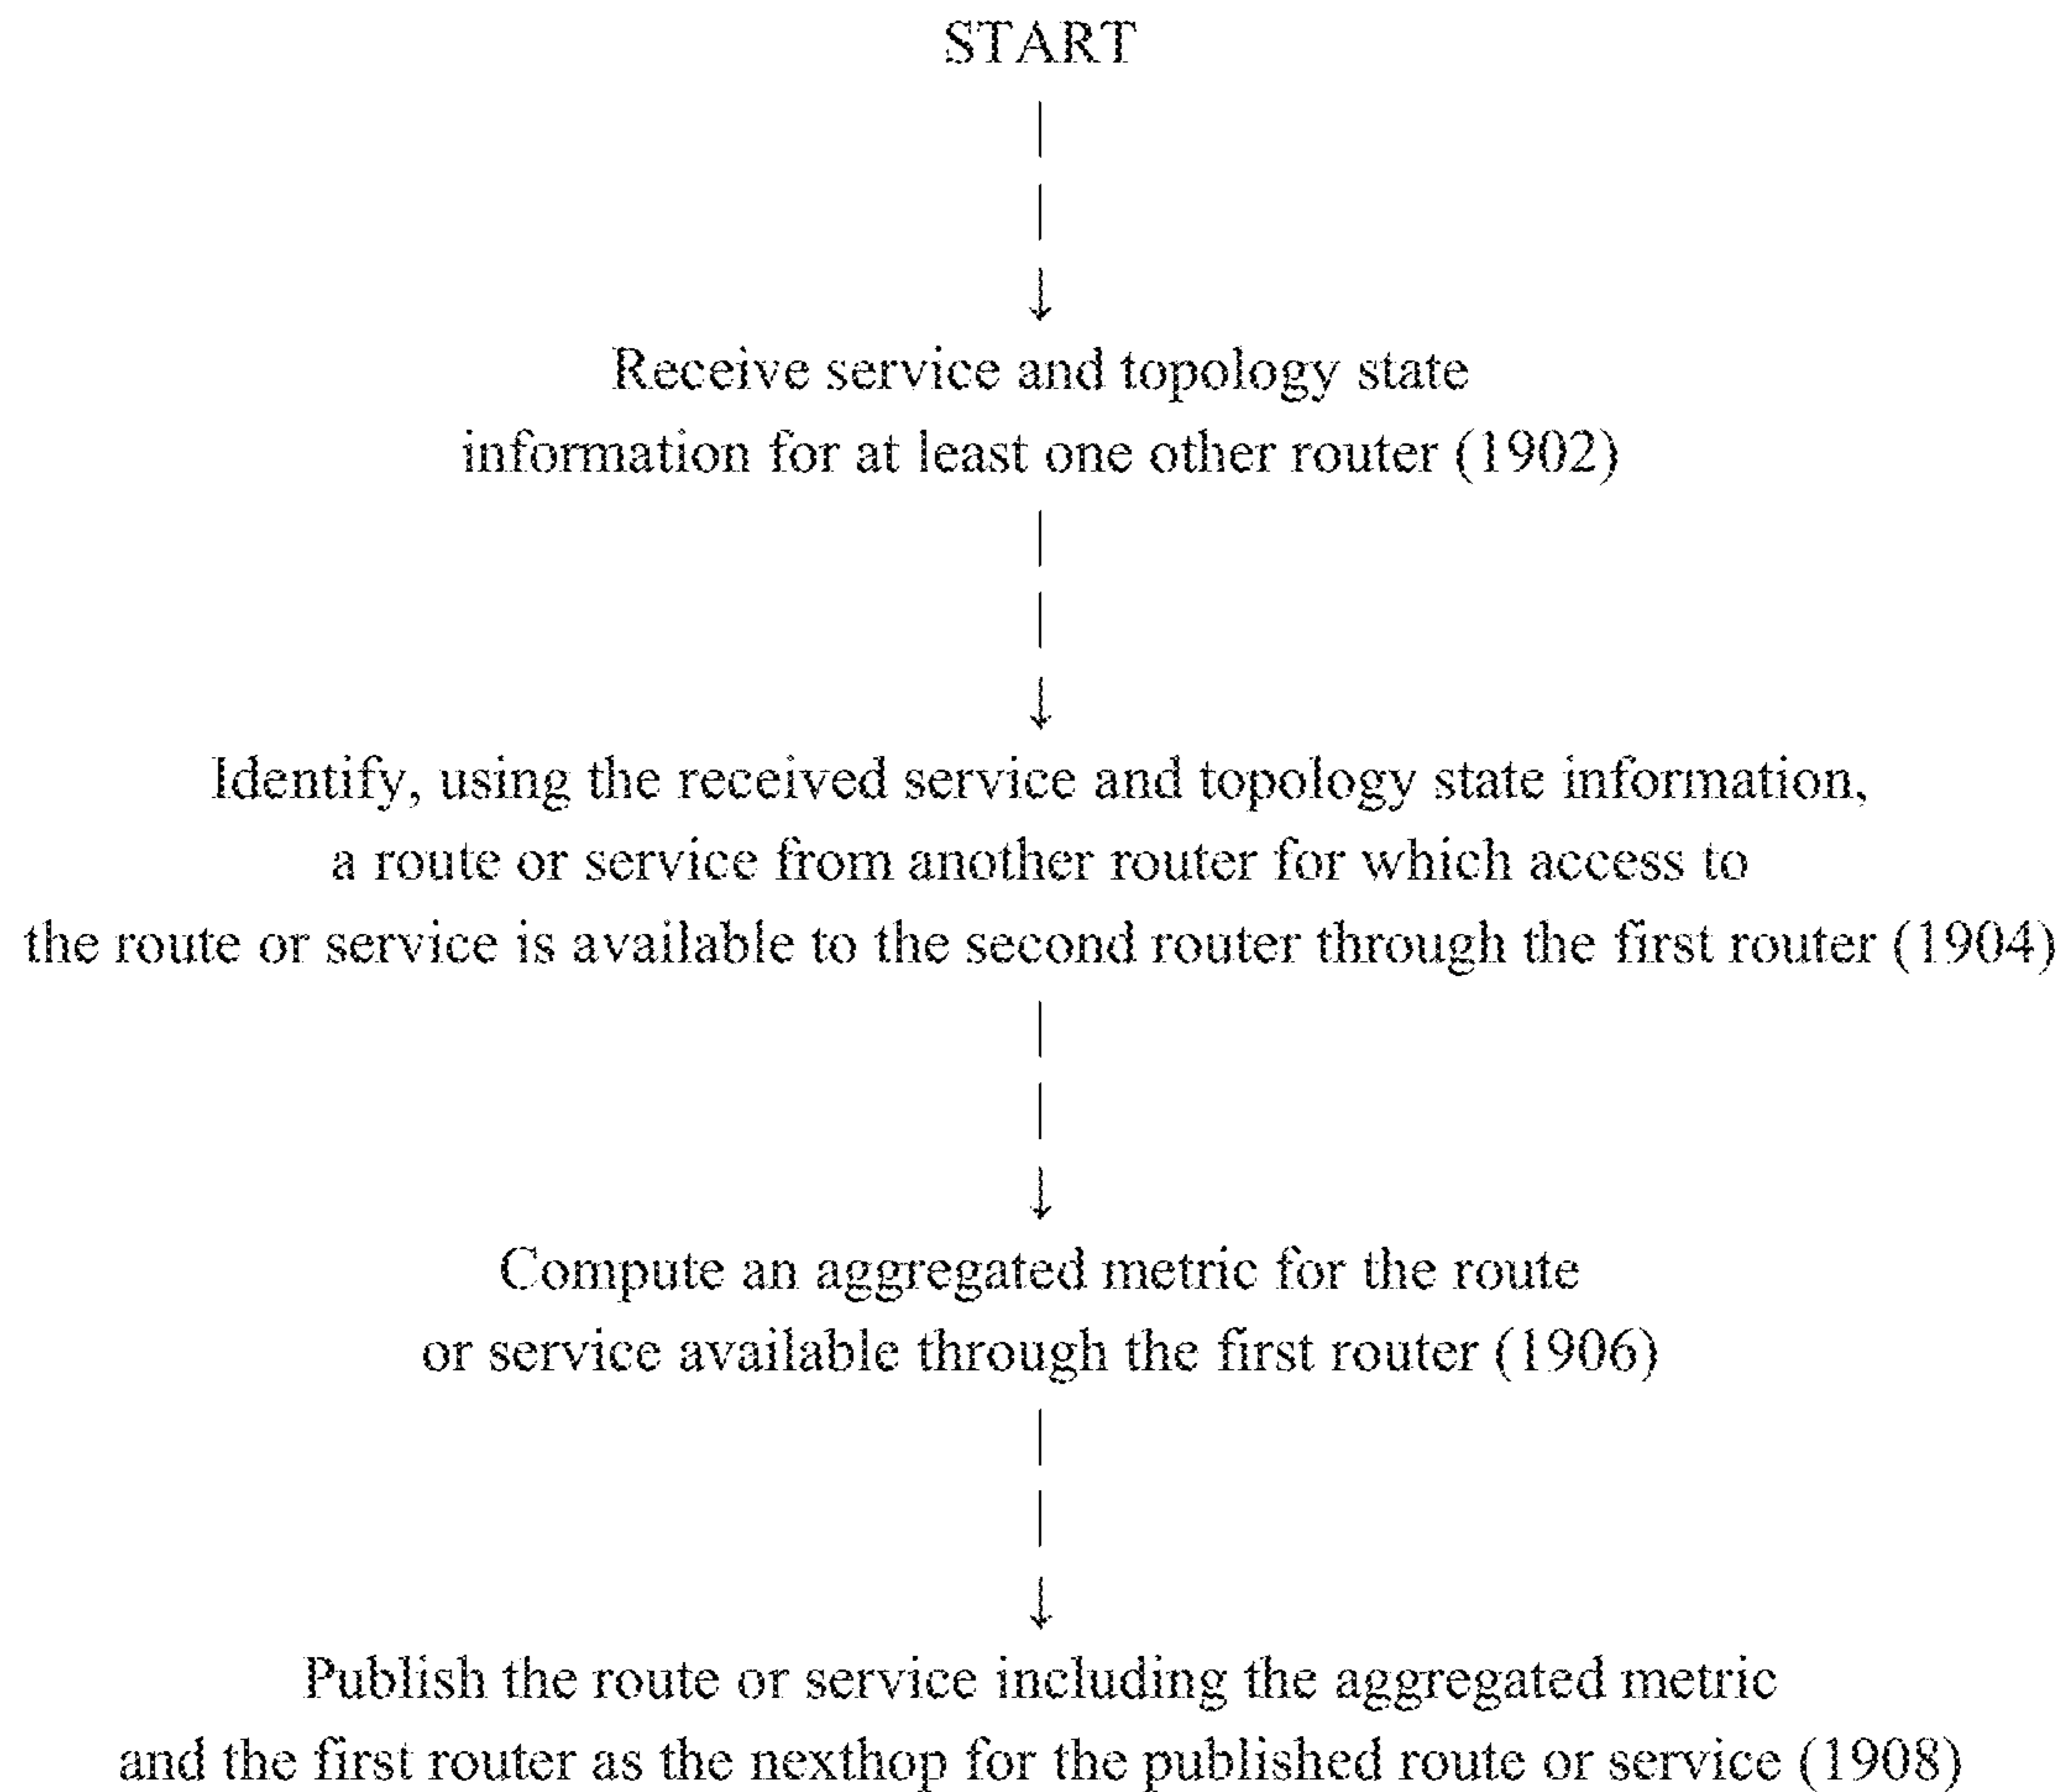 START
Receive service and topology state
information for at least one other router (1902)
Identify, using the received service and topology state information,
a route or service from another router for which access to
the route or service is available to the second router through the first router (1904)
Compute an aggregated metric for the route
or service available through the first router (1906)
Publish the route or service including the aggregated metric
and the first router as the nexthop for the published route or service (1908)